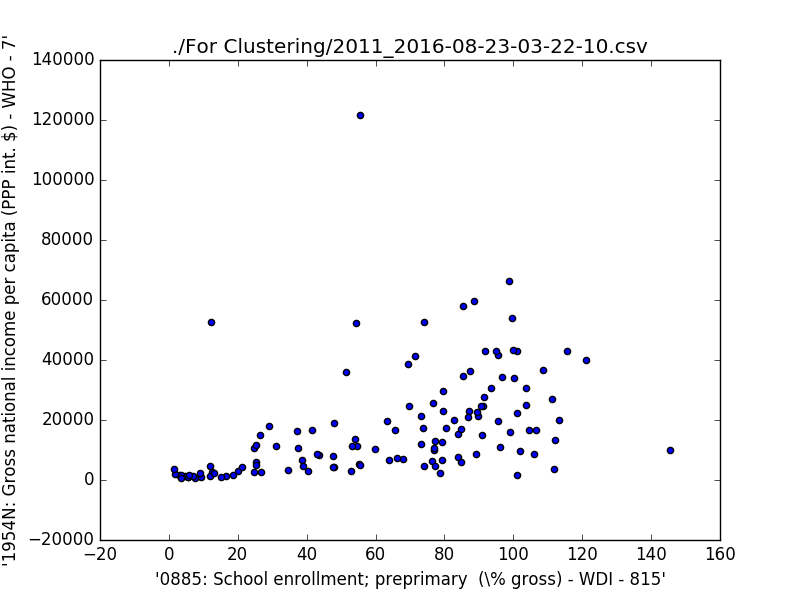 ./For Clustering/2011_2016-08-23-03-22-10.csv
'1954N: Gross national income per capita (PPP int. $) - WHO - 7'
140000
120000
100000
80000
60000
40000
20000
0
−20000
−20 0 20 40 60 80 100 120 140 160
'0885: School enrollment; preprimary (\% gross) - WDI - 815'